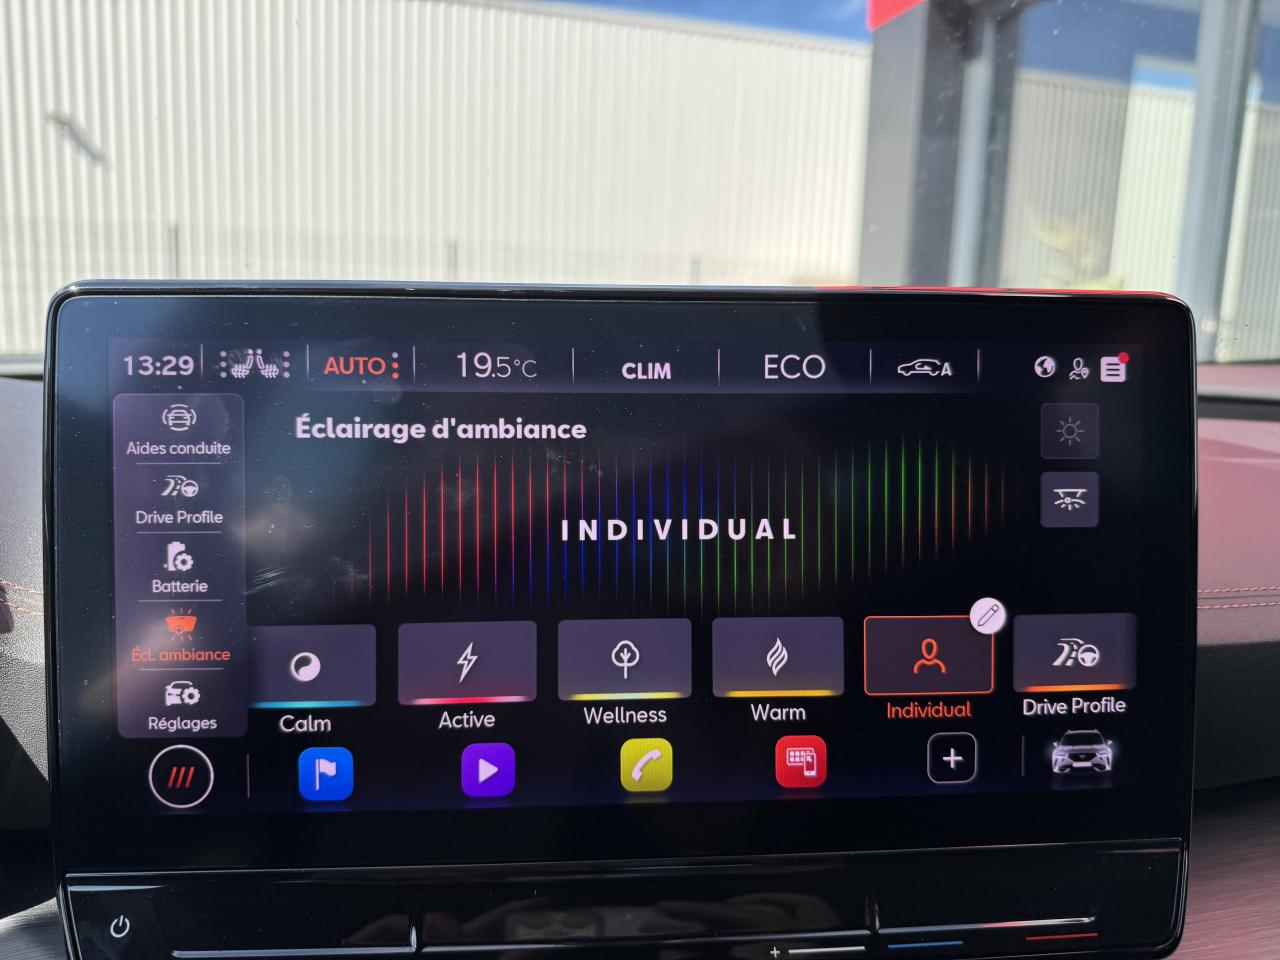 13:29
AUTO
19.5°C
CLIM
ECO
A
Aides conduite
Drive Profile
Batterie
Écl. ambiance
Réglages
Éclairage d'ambiance
INDIVIDUAL
Calm
Active
Wellness
Warm
Individual
Drive Profile
+
+